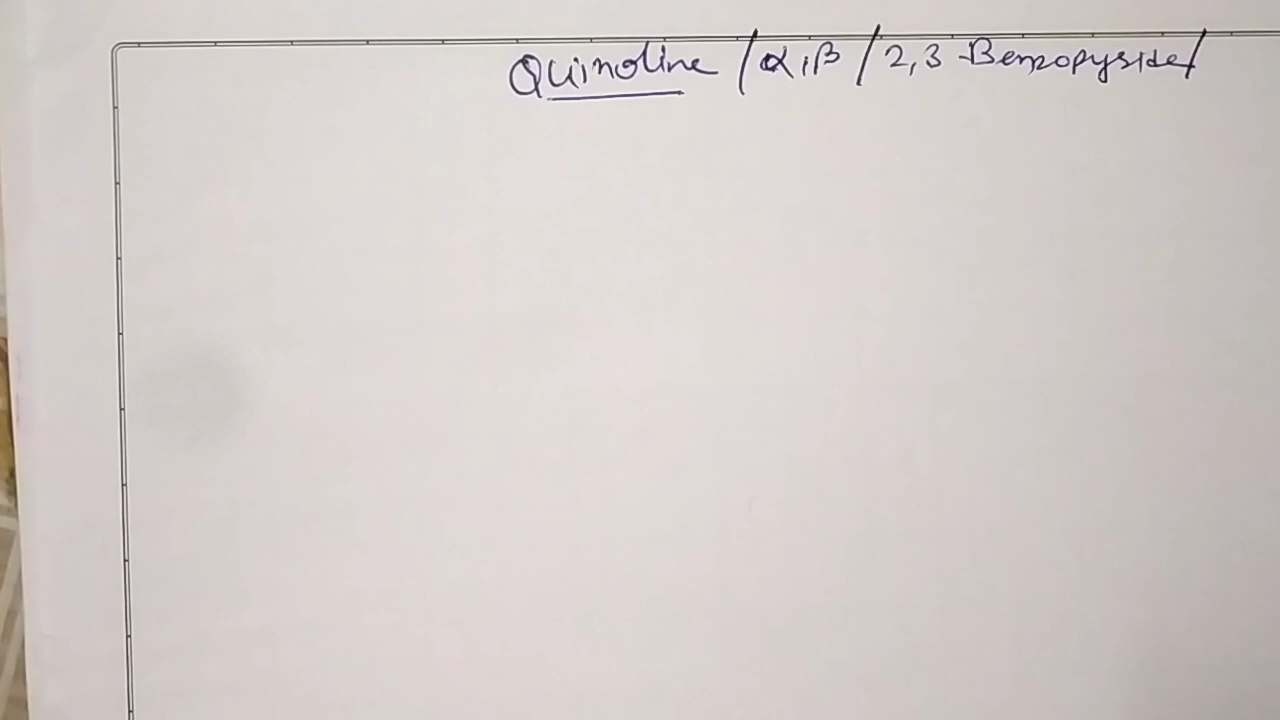 Quinoline / α,β / 2,3 -Benzopyside/